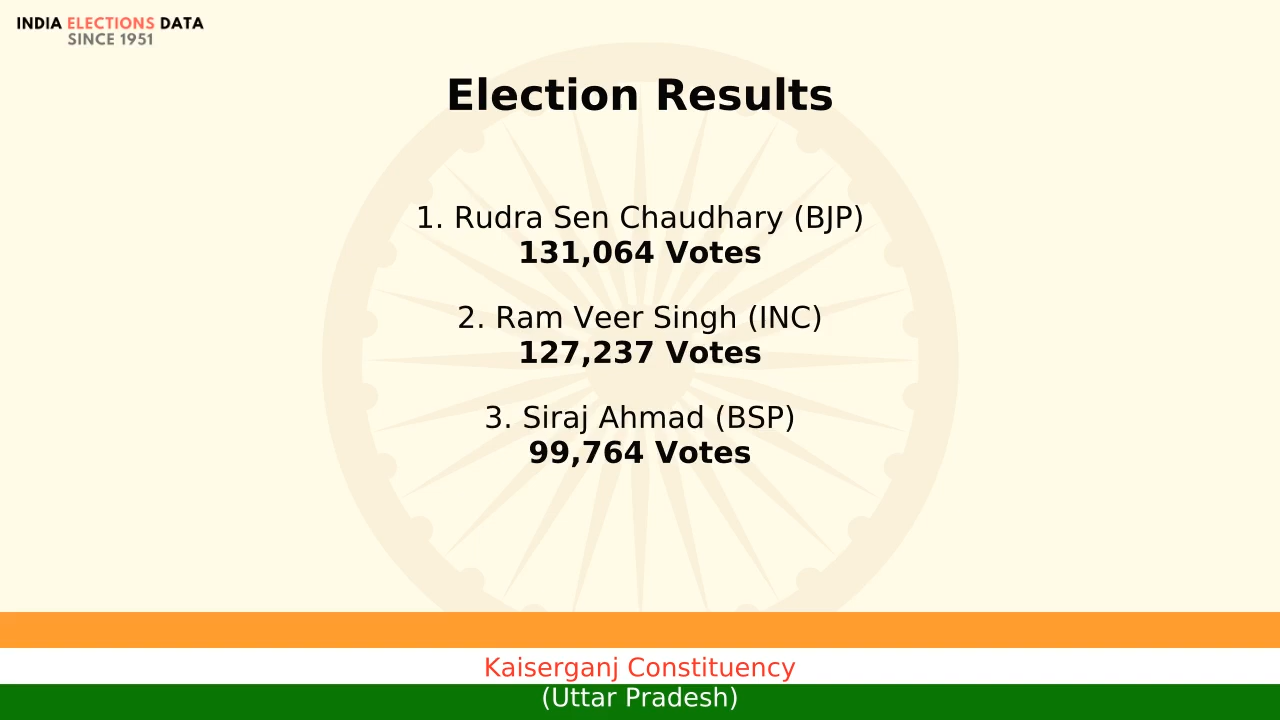 INDIA ELECTIONS DATA
SINCE 1951
Election Results
1. Rudra Sen Chaudhary (BJP)
131,064 Votes
2. Ram Veer Singh (INC)
127,237 Votes
3. Siraj Ahmad (BSP)
99,764 Votes
Kaiserganj Constituency
(Uttar Pradesh)